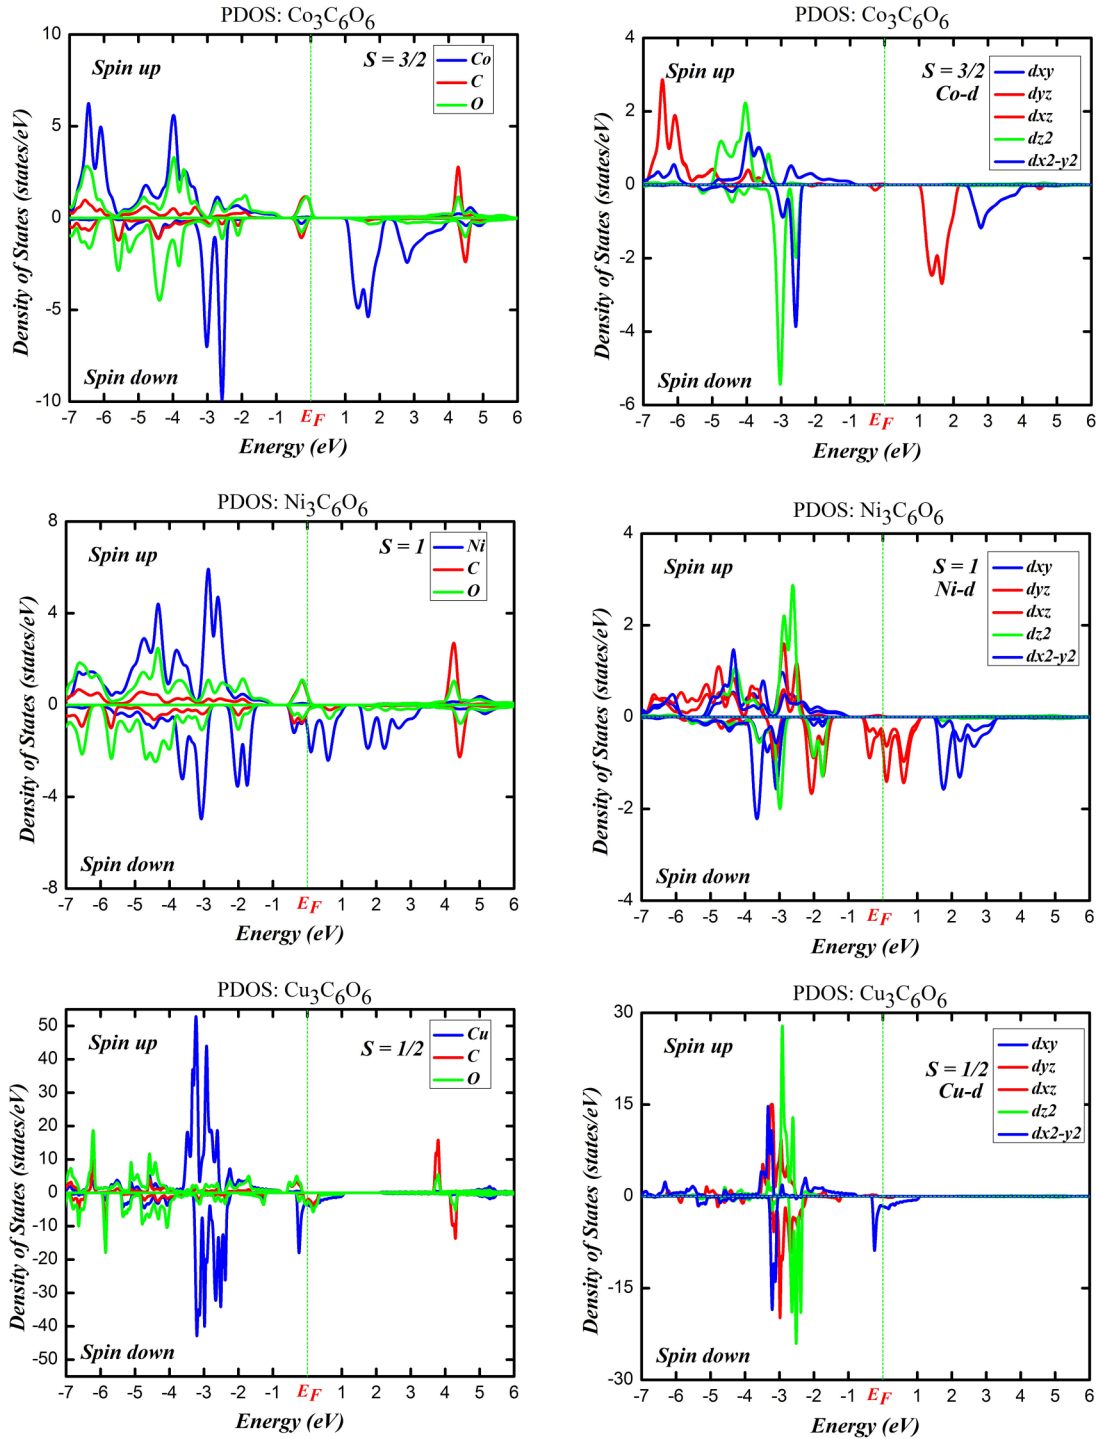 PDOS: Co3C6O6
Spin up
S = 3/2
Co
C
O
Density of States (states/eV)
10
5
0
-5
-10
Spin down
-7 -6 -5 -4 -3 -2 -1 EF 1 2 3 4 5 6
Energy (eV)
PDOS: Co3C6O6
Spin up
S = 3/2
Co-d
dxy
dyz
dxz
dz2
dx2-y2
Density of States (states/eV)
4
2
0
-2
-4
-6
Spin down
-7 -6 -5 -4 -3 -2 -1 EF 1 2 3 4 5 6
Energy (eV)
PDOS: Ni3C6O6
Spin up
S = 1
Ni
C
O
Density of States (states/eV)
8
4
0
-4
-8
Spin down
-7 -6 -5 -4 -3 -2 -1 EF 1 2 3 4 5 6
Energy (eV)
PDOS: Ni3C6O6
Spin up
S = 1
Ni-d
dxy
dyz
dxz
dz2
dx2-y2
Density of States (states/eV)
4
2
0
-2
-4
Spin down
-7 -6 -5 -4 -3 -2 -1 EF 1 2 3 4 5 6
Energy (eV)
PDOS: Cu3C6O6
Spin up
S = 1/2
Cu
C
O
Density of States (states/eV)
50
40
30
20
10
0
-10
-20
-30
-40
-50
Spin down
-7 -6 -5 -4 -3 -2 -1 EF 1 2 3 4 5 6
Energy (eV)
PDOS: Cu3C6O6
Spin up
S = 1/2
Cu-d
dxy
dyz
dxz
dz2
dx2-y2
Density of States (states/eV)
30
15
0
-15
-30
Spin down
-7 -6 -5 -4 -3 -2 -1 EF 1 2 3 4 5 6
Energy (eV)